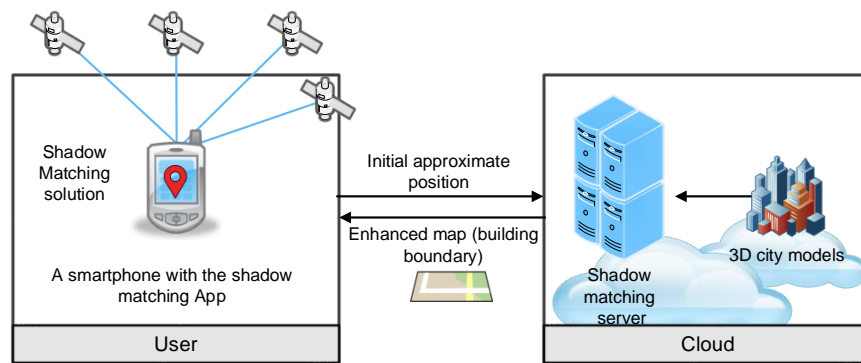 Shadow
Matching
solution
A smartphone with the shadow
matching App
User
Initial approximate
position
Enhanced map (building
boundary)
3D city models
Shadow
matching
server
Cloud